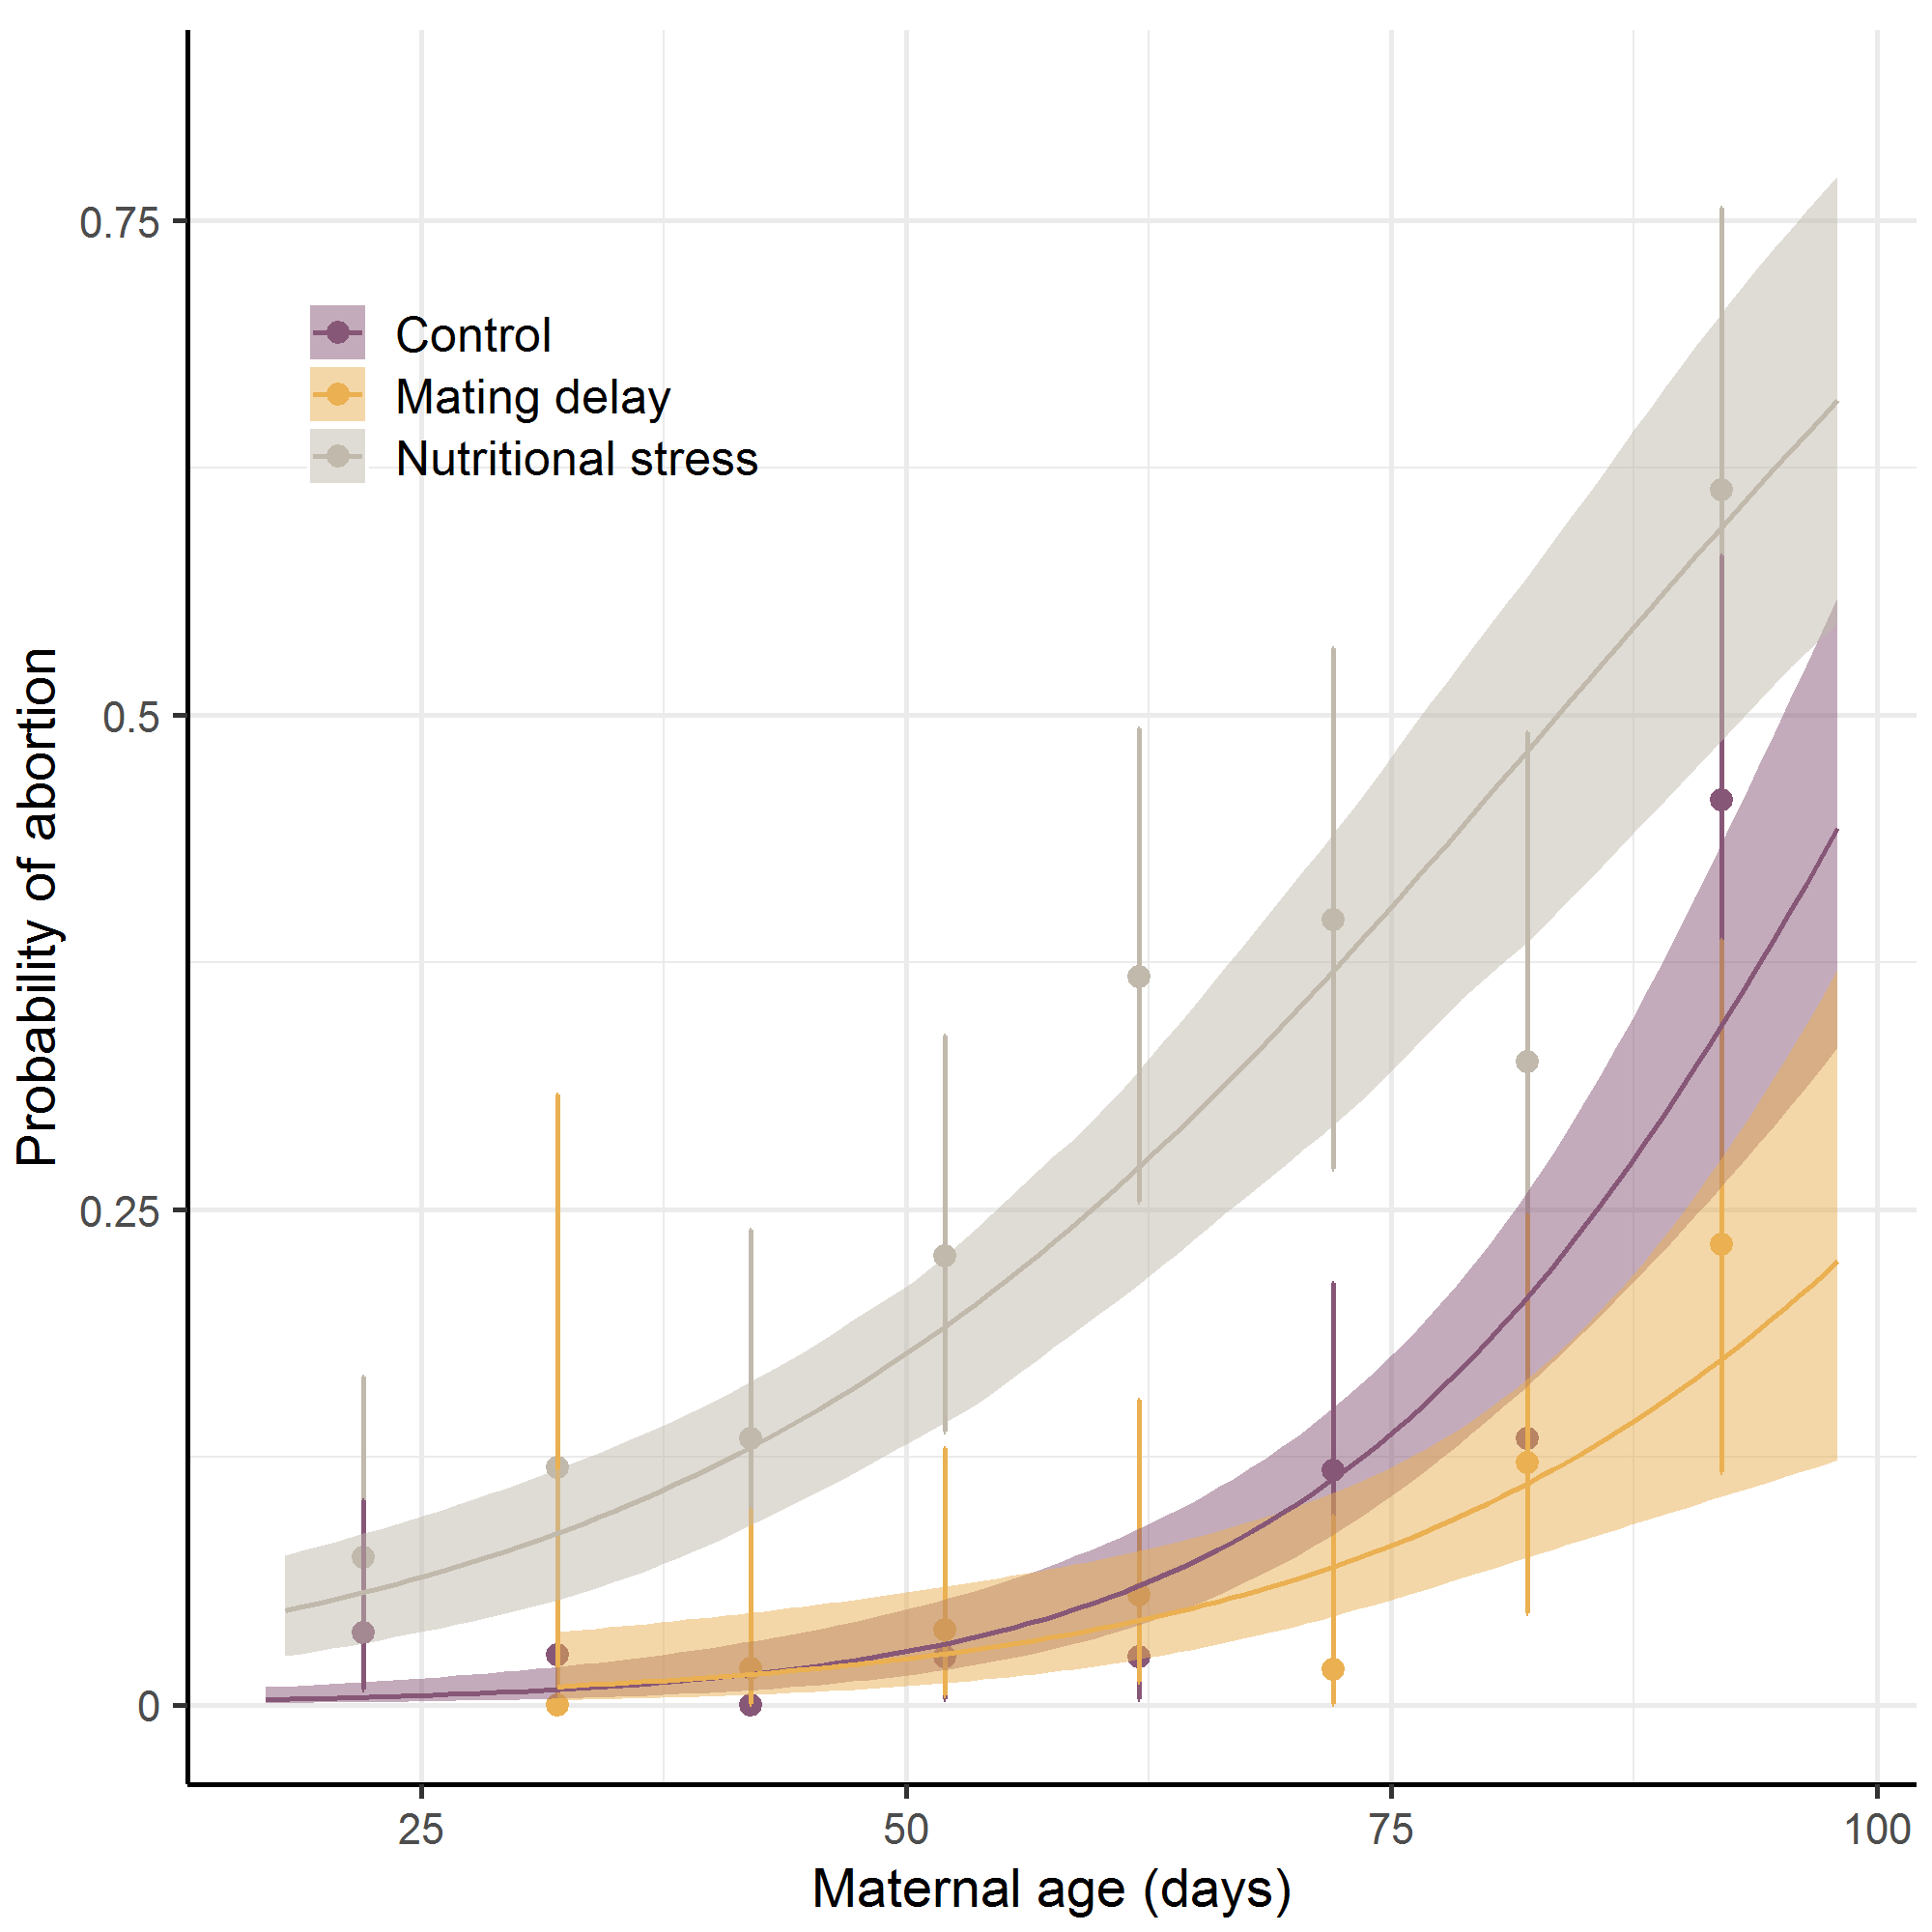 Probability of abortion
0.75
0.5
0.25
0
Control
Mating delay
Nutritional stress
25
50
75
100
Maternal age (days)